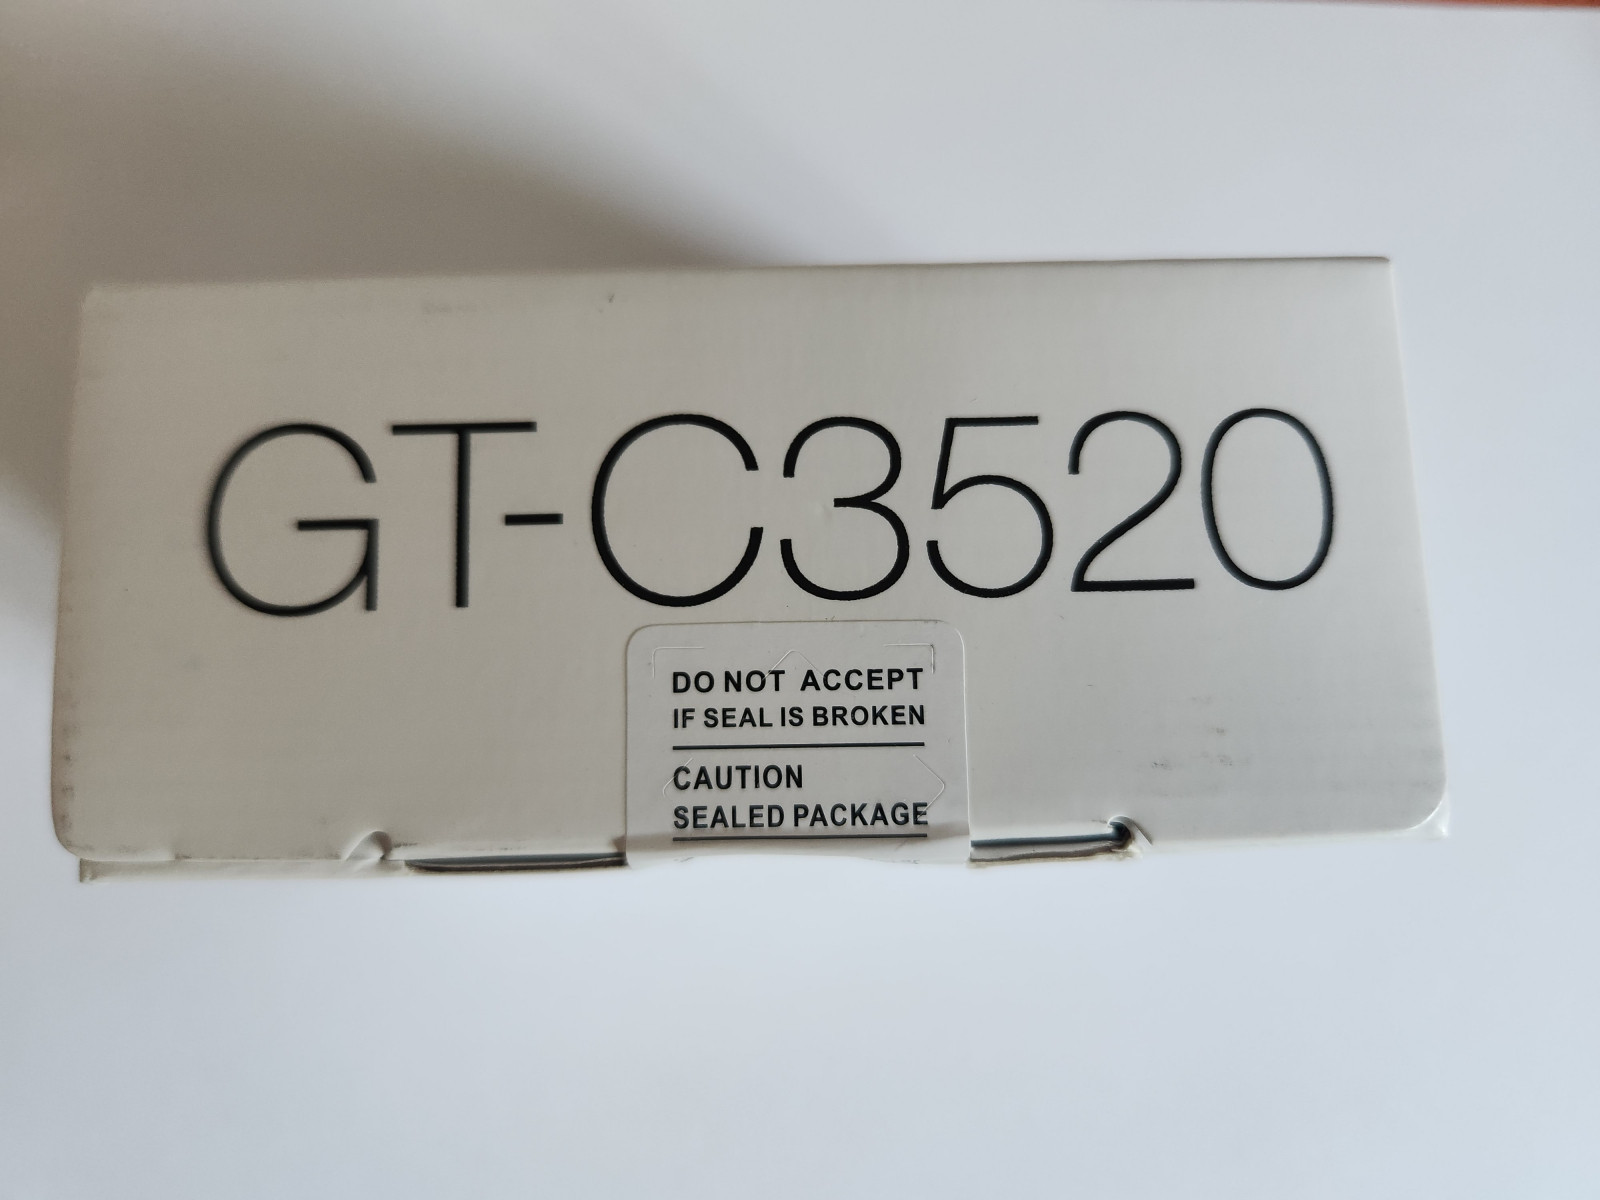 GT-C3520
DO NOT ACCEPT
IF SEAL IS BROKEN
CAUTION
SEALED PACKAGE